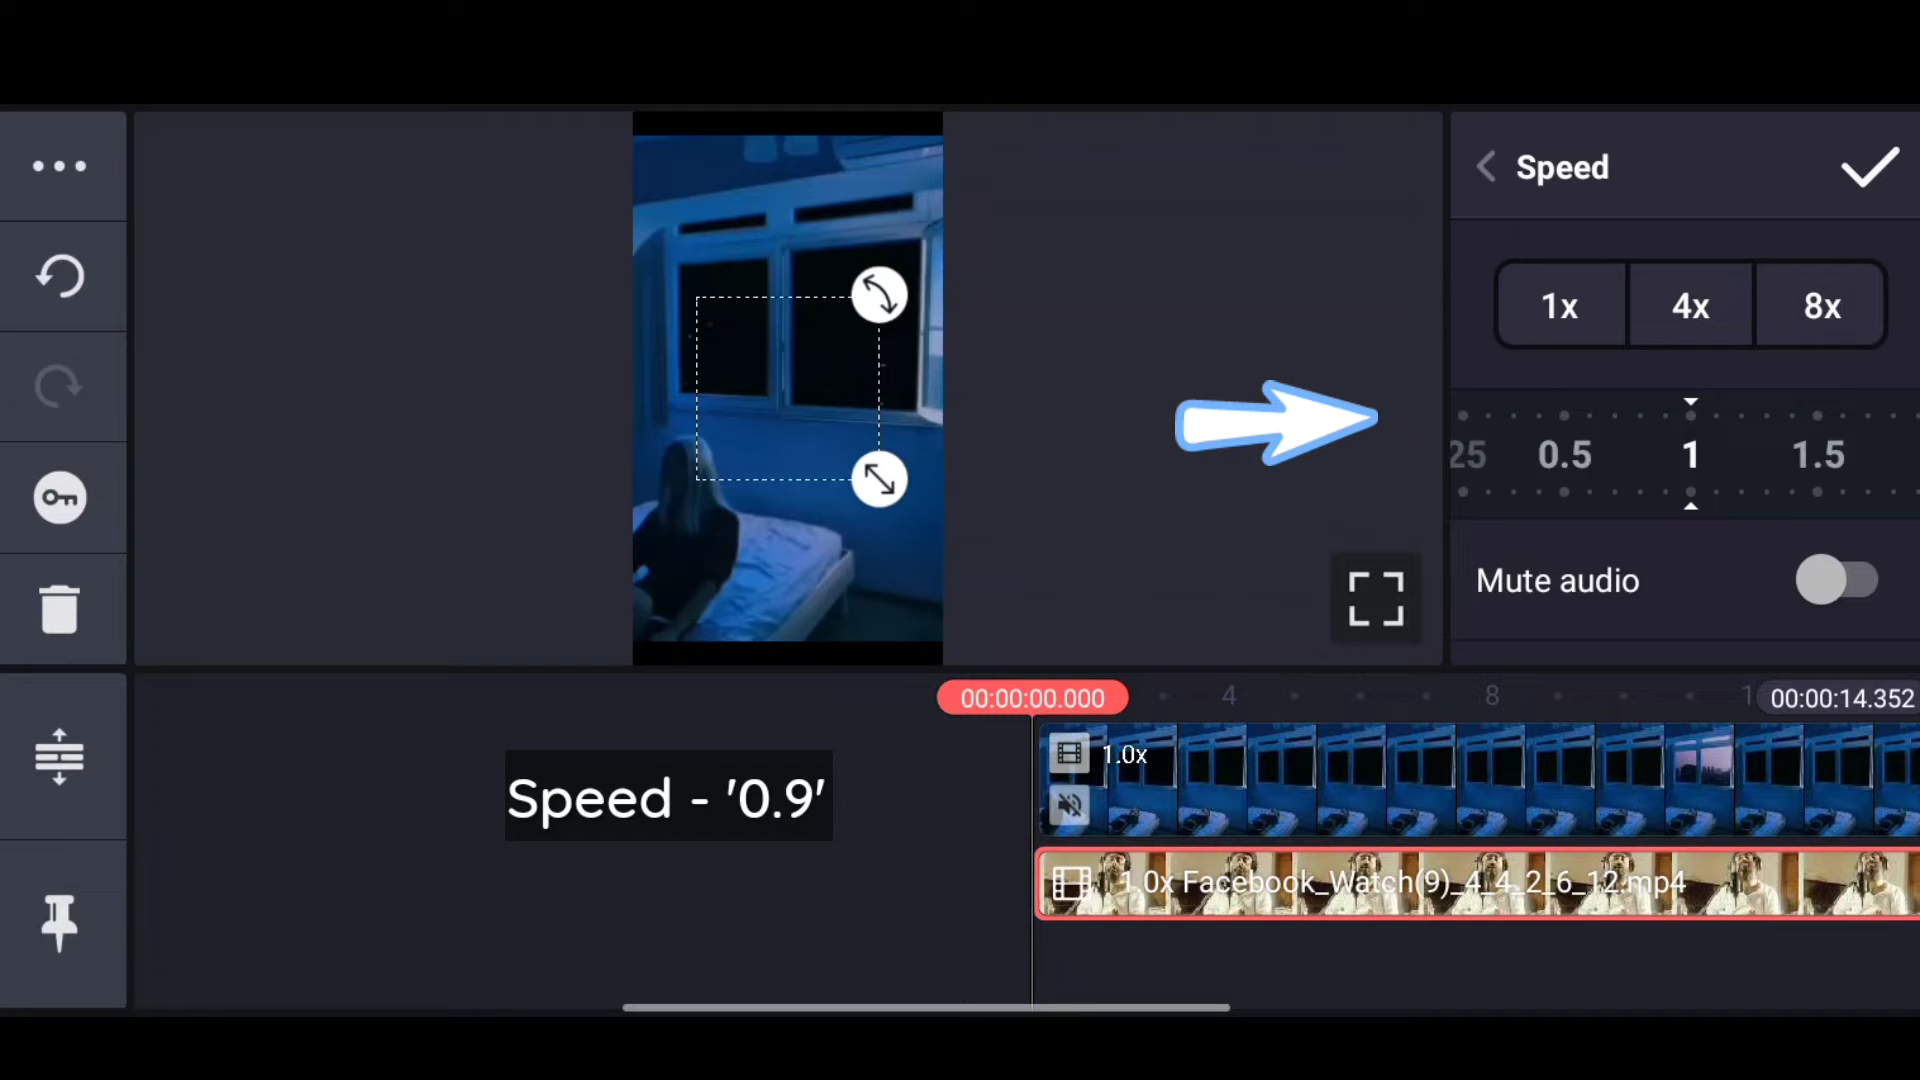 Speed
1x 4x 8x
25 0.5 1 1.5
Mute audio
00:00:00.000 4 8 1 00:00:14.352
1.0x
Speed - '0.9'
1.0x Facebook_Watch(9)_4_4_2_6_12.mp4